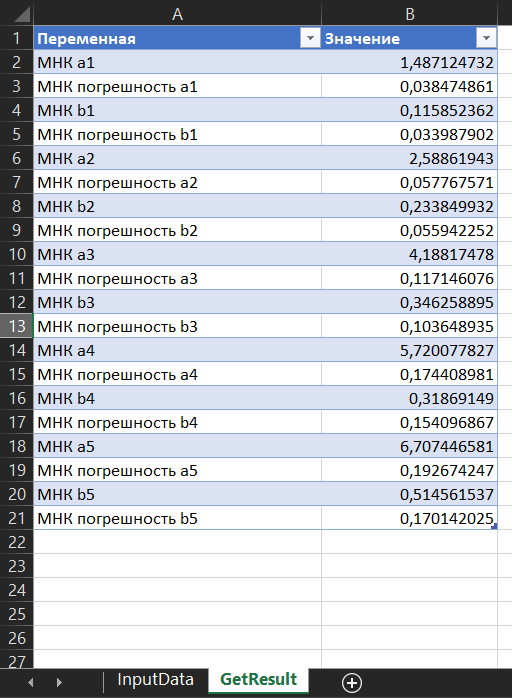 A B
1 Переменная Значение
2 МНК a1 1,487124732
3 МНК погрешность a1 0,038474861
4 МНК b1 0,115852362
5 МНК погрешность b1 0,033987902
6 МНК a2 2,58861943
7 МНК погрешность a2 0,057767571
8 МНК b2 0,233849932
9 МНК погрешность b2 0,055942252
10 МНК a3 4,18817478
11 МНК погрешность a3 0,117146076
12 МНК b3 0,346258895
13 МНК погрешность b3 0,103648935
14 МНК a4 5,720077827
15 МНК погрешность a4 0,174408981
16 МНК b4 0,31869149
17 МНК погрешность b4 0,154096867
18 МНК a5 6,707446581
19 МНК погрешность a5 0,192674247
20 МНК b5 0,514561537
21 МНК погрешность b5 0,170142025
22
23
24
25
26
27
InputData GetResult